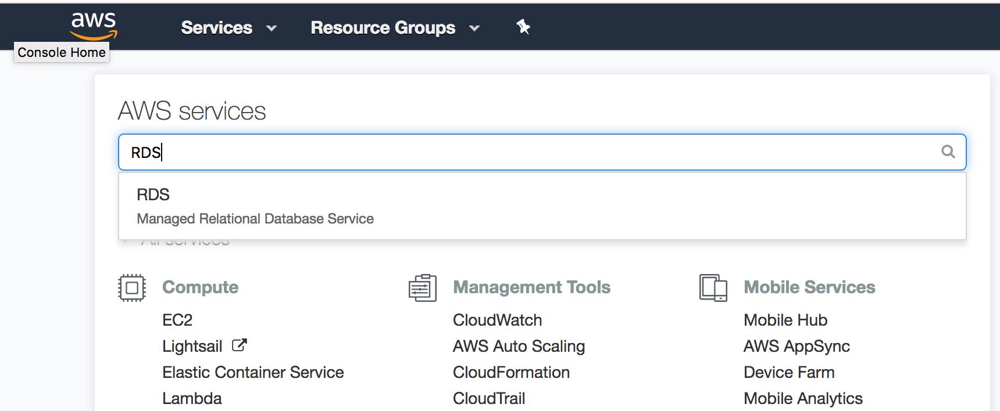 aws
Services
Resource Groups
Console Home
AWS services
RDS
RDS
Managed Relational Database Service
All services
Compute
EC2
Lightsail
Elastic Container Service
Lambda
Management Tools
CloudWatch
AWS Auto Scaling
CloudFormation
CloudTrail
Mobile Services
Mobile Hub
AWS AppSync
Device Farm
Mobile Analytics